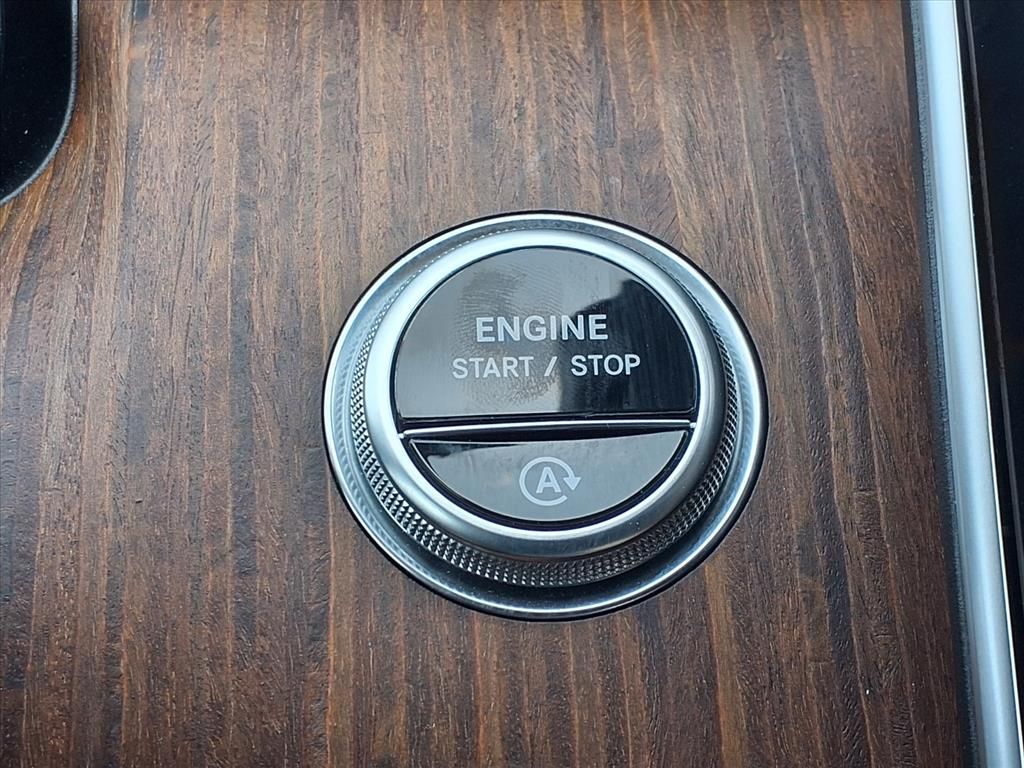 ENGINE
START / STOP
A